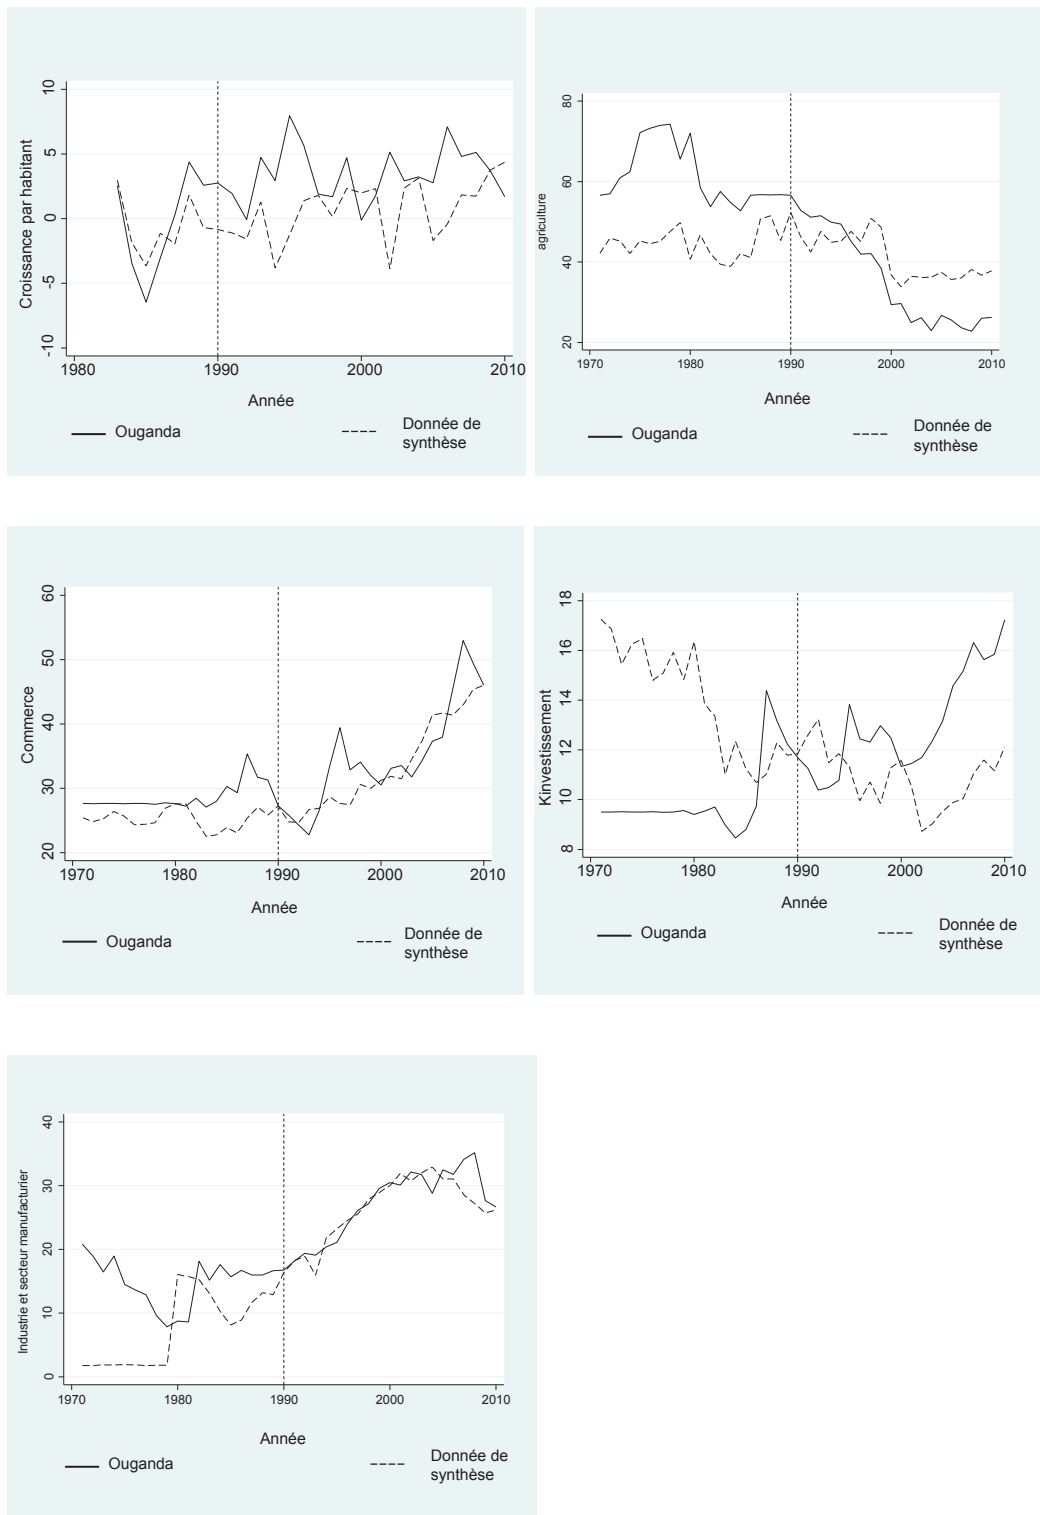 Croissance par habitant
10
5
0
-5
-10
1980
1990
2000
2010
Année
Ouganda
Donnée de
synthèse
agriculture
80
60
40
20
1970
1980
1990
2000
2010
Année
Ouganda
Donnée de
synthèse
Commerce
60
50
40
30
20
1970
1980
1990
2000
2010
Année
Ouganda
Donnée de
synthèse
Kinvestissement
18
16
14
12
10
8
1970
1980
1990
2000
2010
Année
Ouganda
Donnée de
synthèse
Industrie et secteur manufacturier
40
30
20
10
0
1970
1980
1990
2000
2010
Année
Ouganda
Donnée de
synthèse